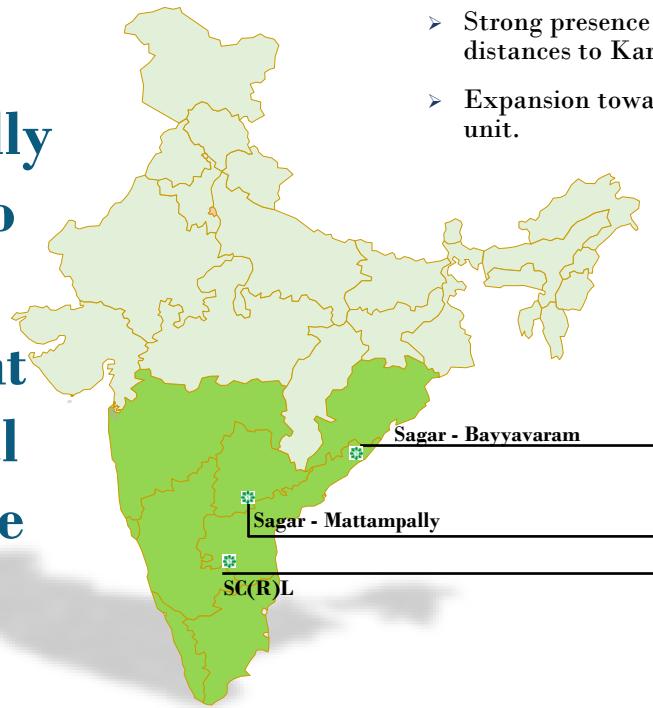 ➢ Strong presence
distances to Kar
➢ Expansion towa
unit.
lly
o
nt
l
e
Sagar - Bayyavaram
Sagar - Mattampally
SC(R)L